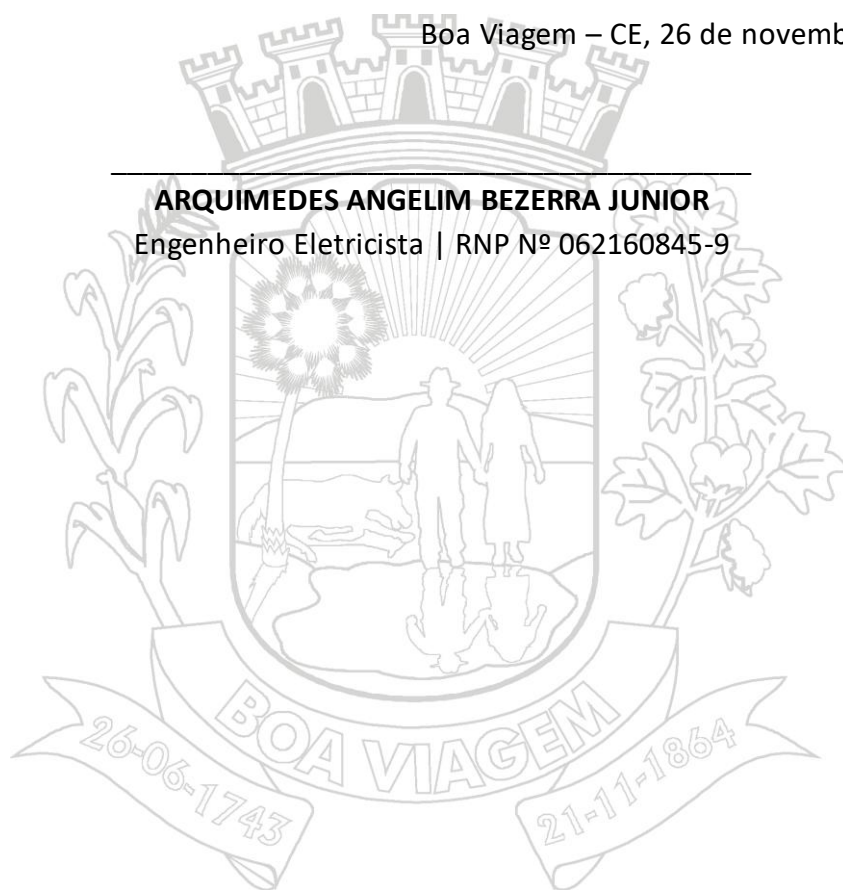 Boa Viagem – CE, 26 de novemb
ARQUIMEDES ANGELIM BEZERRA JUNIOR
Engenheiro Eletricista | RNP Nº 062160845-9
BOA VIAGEM
26-06-1743
21-11-1864